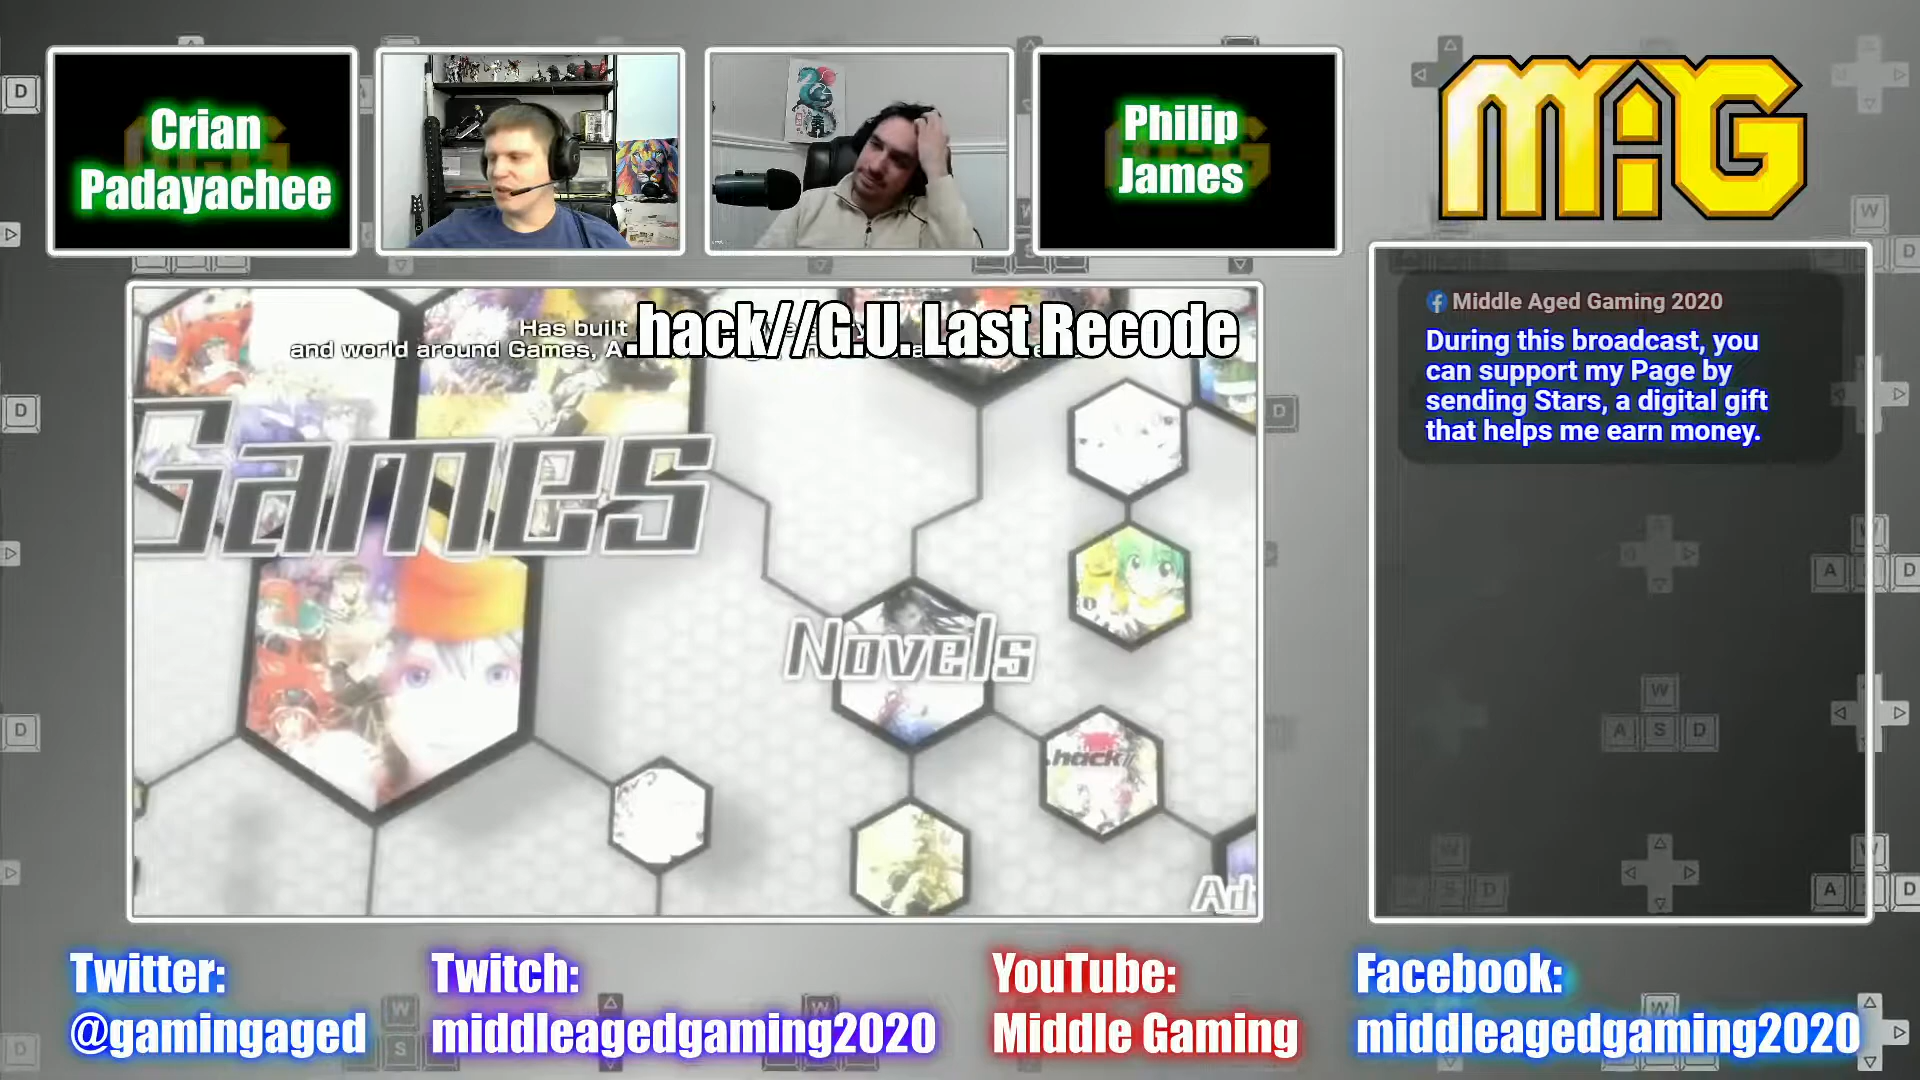 Crian
Padayachee
Philip
James
MAG
.hack//G.U. Last Recode
Has built
and world around Games, A
Games
Novels
.hack//
Art
Middle Aged Gaming 2020
During this broadcast, you
can support my Page by
sending Stars, a digital gift
that helps me earn money.
Twitter:
@gamingaged
Twitch:
middleagedgaming2020
YouTube:
Middle Gaming
Facebook:
middleagedgaming2020